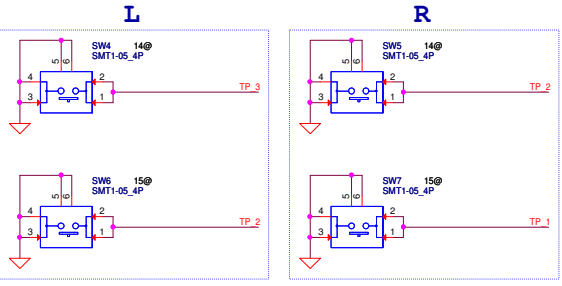 L R
SW4 14@
SMT1-05_4P
5 6
4 2
3 1
TP_3
SW5 14@
SMT1-05_4P
5 6
4 2
3 1
TP_2
SW6 15@
SMT1-05_4P
5 6
4 2
3 1
TP_2
SW7 15@
SMT1-05_4P
5 6
4 2
3 1
TP_1